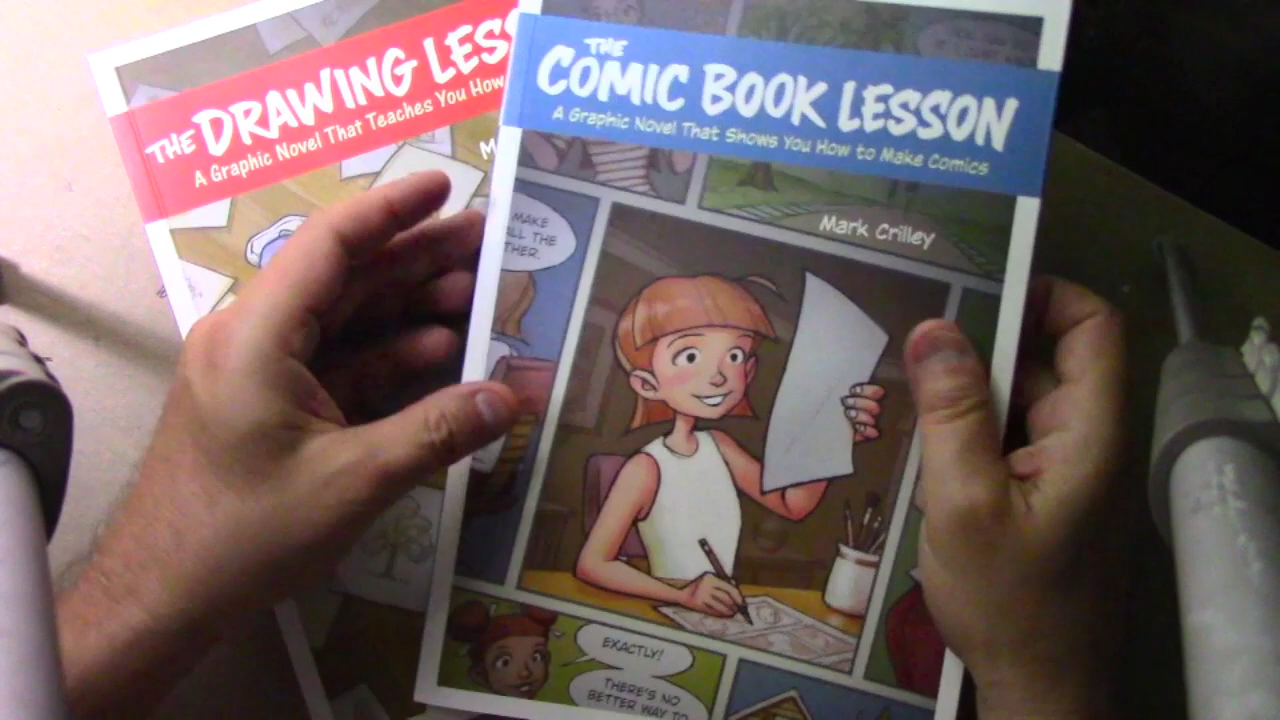 THE DRAWING LESS
A Graphic Novel That Teaches You How
M
THE
COMIC BOOK LESSON
A Graphic Novel That Shows You How to Make Comics
Mark Crilley
MAKE
ALL THE
THER.
EXACTLY!
THERE'S NO
BETTER WAY TO